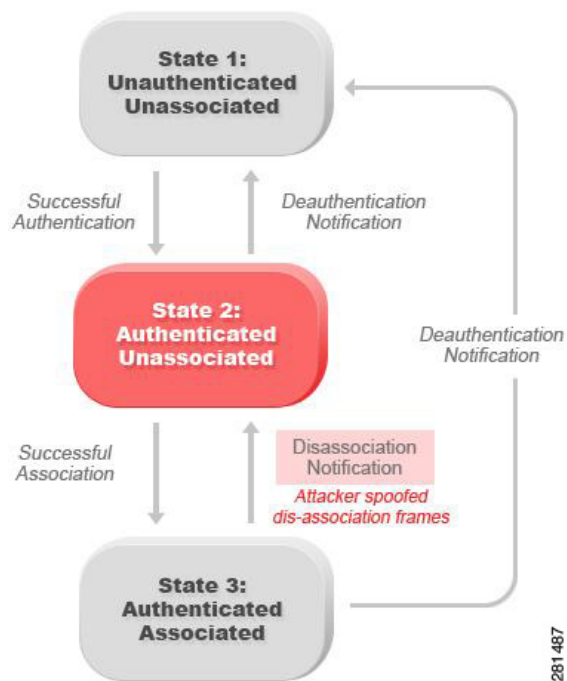 State 1:
Unauthenticated
Unassociated
Successful
Authentication
Deauthentication
Notification
State 2:
Authenticated
Unassociated
Deauthentication
Notification
Successful
Association
Disassociation
Notification
Attacker spoofed
dis-association frames
State 3:
Authenticated
Associated
281487